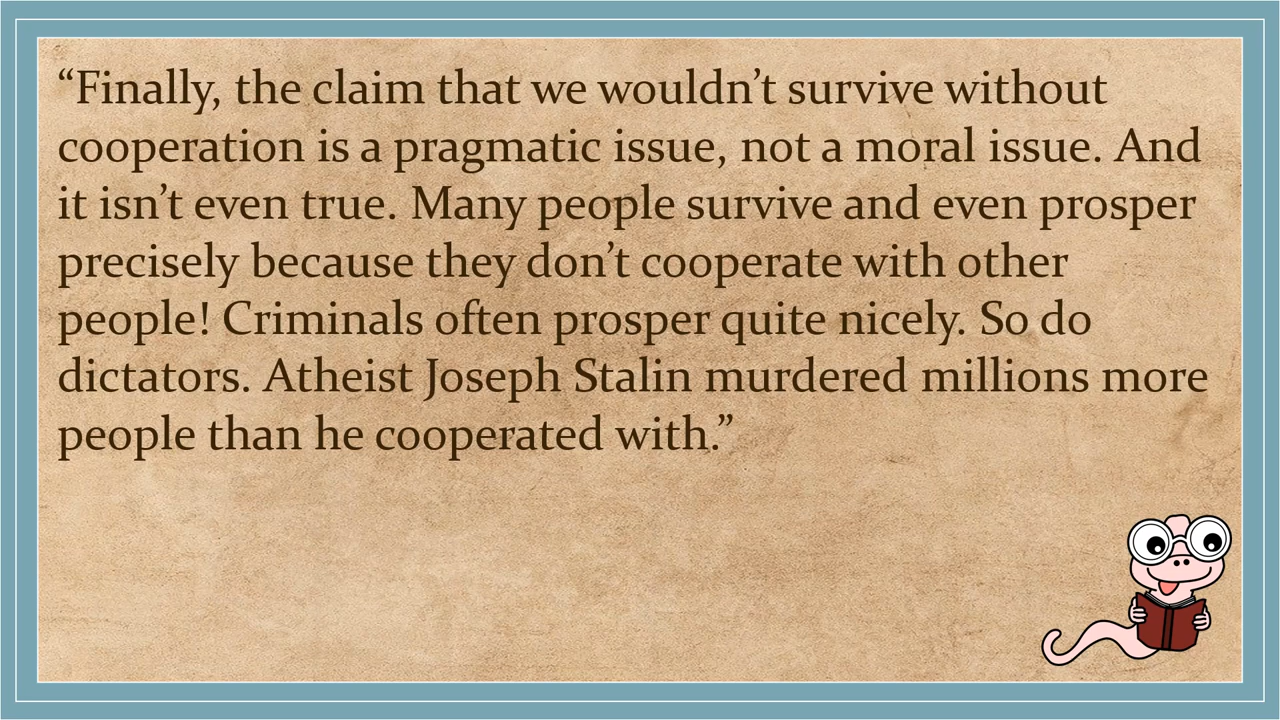 “Finally, the claim that we wouldn’t survive without
cooperation is a pragmatic issue, not a moral issue. And
it isn’t even true. Many people survive and even prosper
precisely because they don’t cooperate with other
people! Criminals often prosper quite nicely. So do
dictators. Atheist Joseph Stalin murdered millions more
people than he cooperated with.”